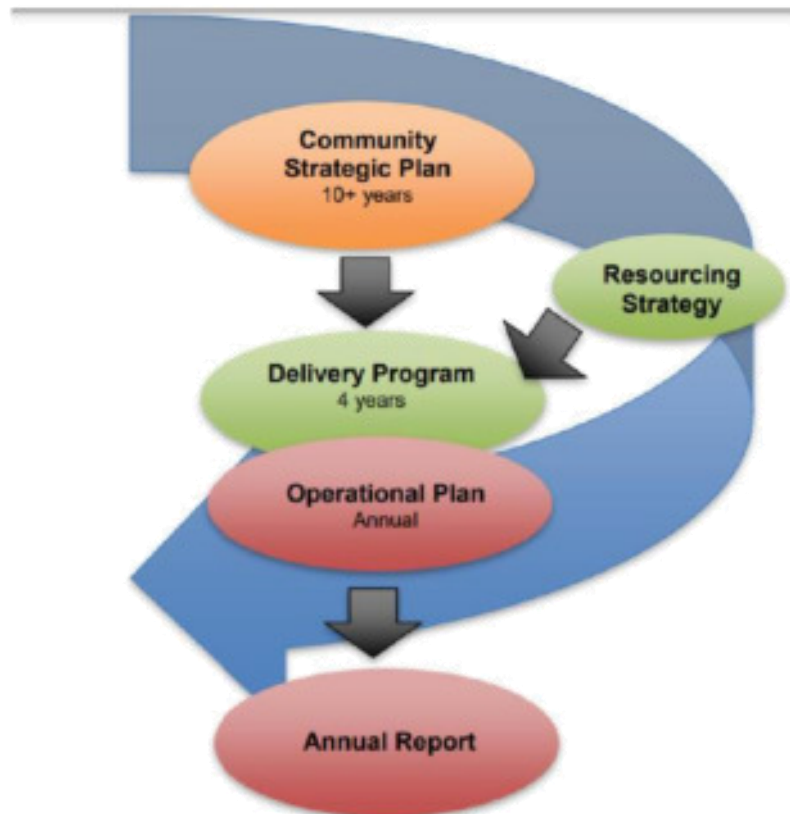 Community
Strategic Plan
10+ years
Resourcing
Strategy
Delivery Program
4 years
Operational Plan
Annual
Annual Report